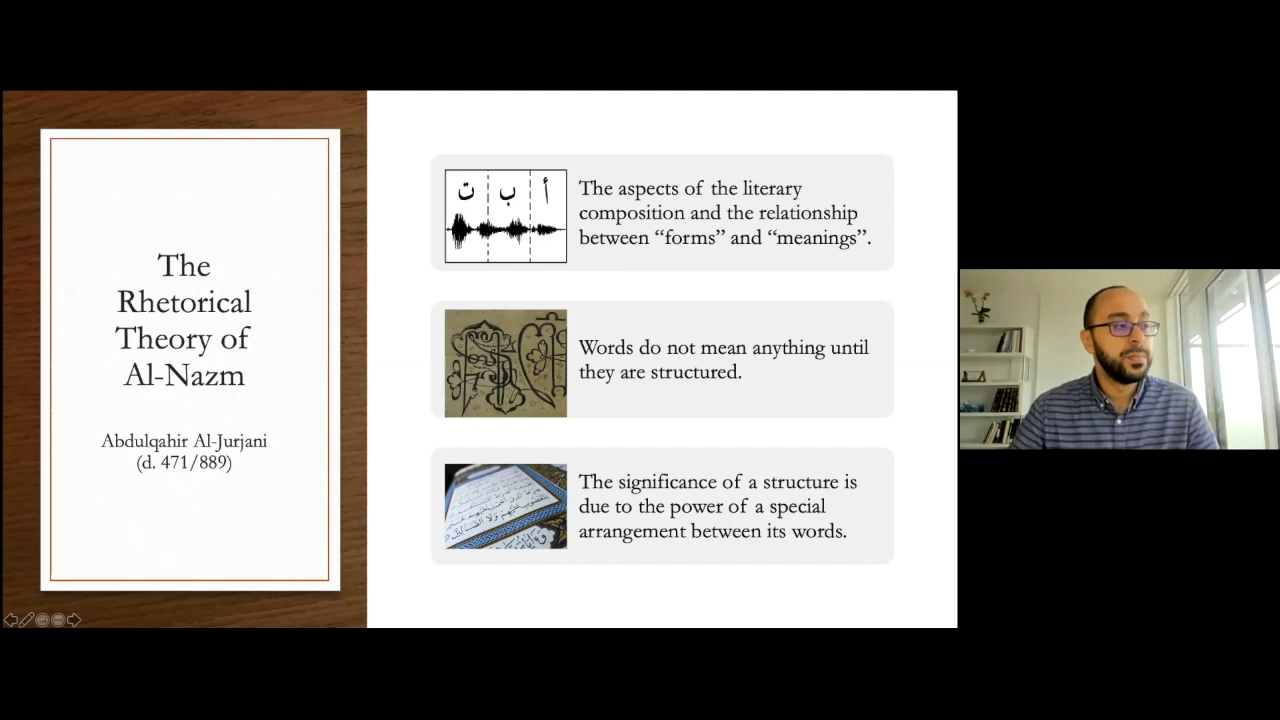 The
Rhetorical
Theory of
Al-Nazm
Abdulqahir Al-Jurjani
(d. 471/889)
أ ب ت
The aspects of the literary
composition and the relationship
between “forms” and “meanings”.
Words do not mean anything until
they are structured.
The significance of a structure is
due to the power of a special
arrangement between its words.